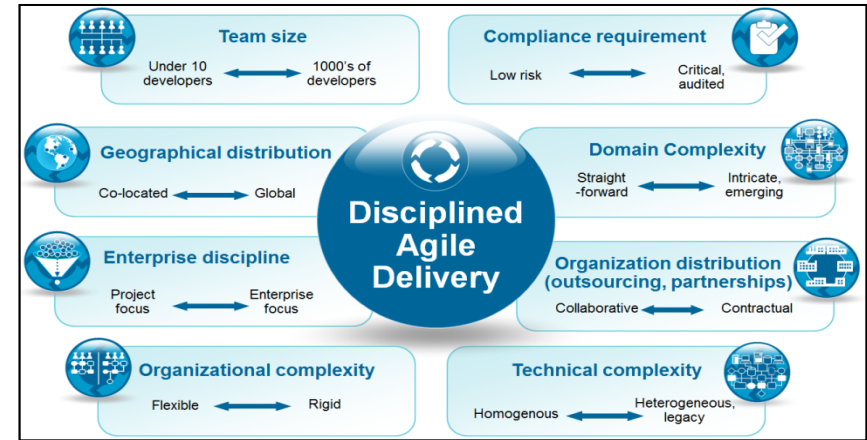 Team size
Under 10
developers
1000's of
developers
Compliance requirement
Low risk
Critical,
audited
Geographical distribution
Co-located
Global
Domain Complexity
Straight
-forward
Intricate,
emerging
Disciplined
Agile
Delivery
Enterprise discipline
Project
focus
Enterprise
focus
Organization distribution
(outsourcing, partnerships)
Collaborative
Contractual
Organizational complexity
Flexible
Rigid
Technical complexity
Homogenous
Heterogeneous,
legacy